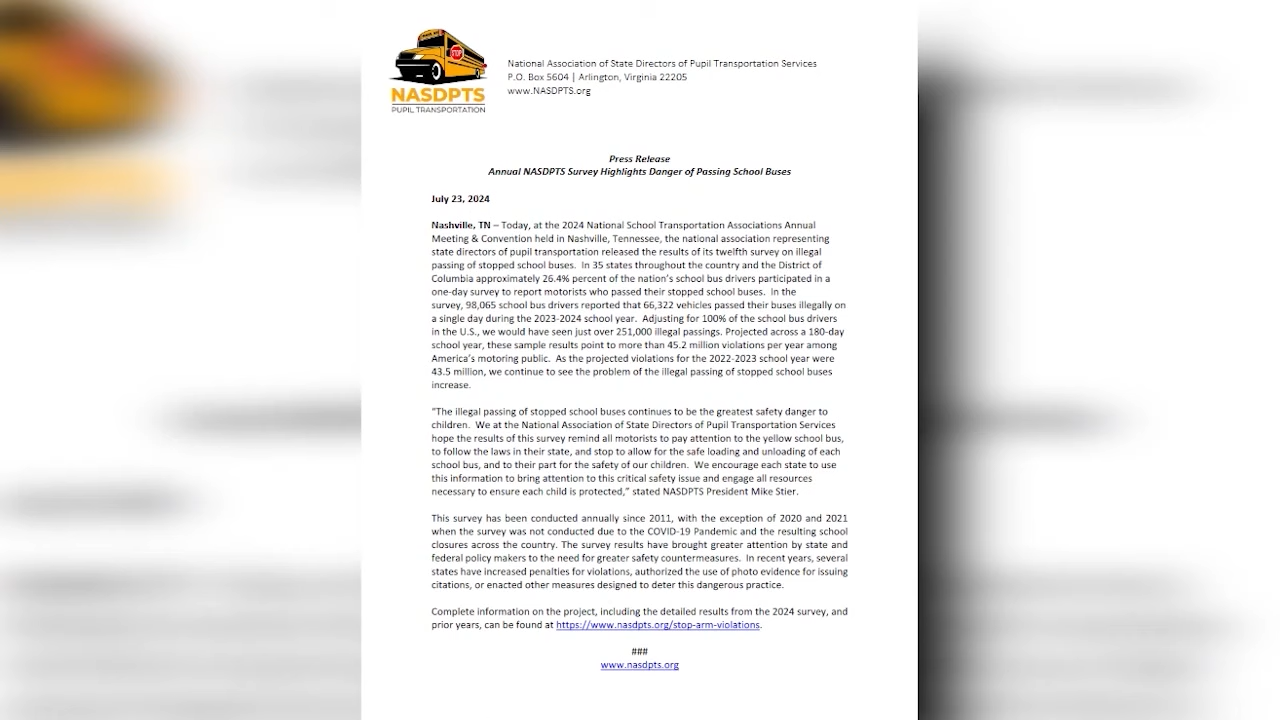 STOP
NASDPTS
PUPIL TRANSPORTATION
National Association of State Directors of Pupil Transportation Services
P.O. Box 5604 | Arlington, Virginia 22205
www.NASDPTS.org
Press Release
Annual NASDPTS Survey Highlights Danger of Passing School Buses
July 23, 2024
Nashville, TN – Today, at the 2024 National School Transportation Associations Annual
Meeting & Convention held in Nashville, Tennessee, the national association representing
state directors of pupil transportation released the results of its twelfth survey on illegal
passing of stopped school buses. In 35 states throughout the country and the District of
Columbia approximately 26.4% percent of the nation's school bus drivers participated in a
one-day survey to report motorists who passed their stopped school buses. In the
survey, 98,065 school bus drivers reported that 66,322 vehicles passed their buses illegally on
a single day during the 2023-2024 school year. Adjusting for 100% of the school bus drivers
in the U.S., we would have seen just over 251,000 illegal passings. Projected across a 180-day
school year, these sample results point to more than 45.2 million violations per year among
America's motoring public. As the projected violations for the 2022-2023 school year were
43.5 million, we continue to see the problem of the illegal passing of stopped school buses
increase.
"The illegal passing of stopped school buses continues to be the greatest safety danger to
children. We at the National Association of State Directors of Pupil Transportation Services
hope the results of this survey remind all motorists to pay attention to the yellow school bus,
to follow the laws in their state, and stop to allow for the safe loading and unloading of each
school bus, and to their part for the safety of our children. We encourage each state to use
this information to bring attention to this critical safety issue and engage all resources
necessary to ensure each child is protected," stated NASDPTS President Mike Stier.
This survey has been conducted annually since 2011, with the exception of 2020 and 2021
when the survey was not conducted due to the COVID-19 Pandemic and the resulting school
closures across the country. The survey results have brought greater attention by state and
federal policy makers to the need for greater safety countermeasures. In recent years, several
states have increased penalties for violations, authorized the use of photo evidence for issuing
citations, or enacted other measures designed to deter this dangerous practice.
Complete information on the project, including the detailed results from the 2024 survey, and
prior years, can be found at https://www.nasdpts.org/stop-arm-violations.
###
www.nasdpts.org